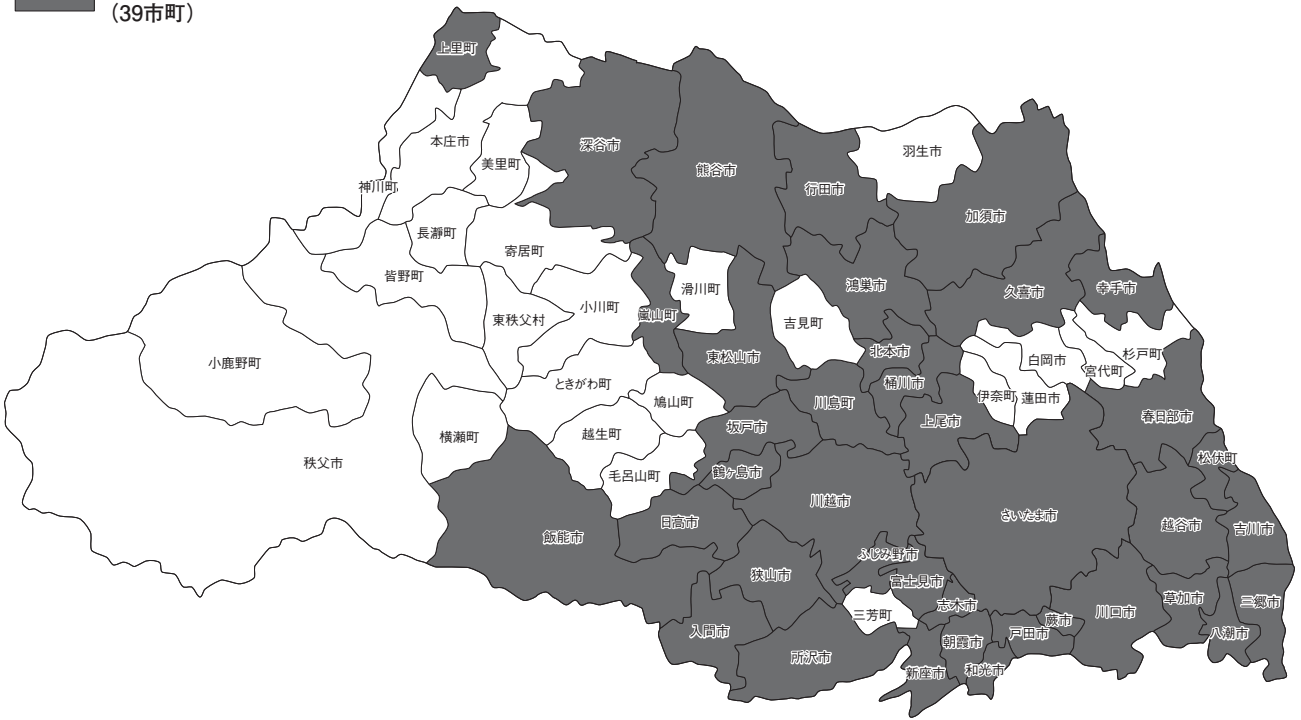 (39市町)
上里町
本庄市
美里町
神川町
深谷市
熊谷市
行田市
羽生市
加須市
長瀞町
寄居町
皆野町
東秩父村
小川町
嵐山町
滑川町
吉見町
鴻巣市
久喜市
幸手市
小鹿野町
ときがわ町
東松山市
北本市
桶川市
白岡市
宮代町
杉戸町
伊奈町
蓮田市
鳩山町
川島町
上尾市
春日部市
横瀬町
越生町
坂戸市
松伏町
秩父市
毛呂山町
鶴ヶ島市
川越市
さいたま市
越谷市
吉川市
飯能市
日高市
狭山市
ふじみ野市
富士見市
志木市
三芳町
入間市
所沢市
新座市
朝霞市
和光市
戸田市
蕨市
川口市
草加市
八潮市
三郷市